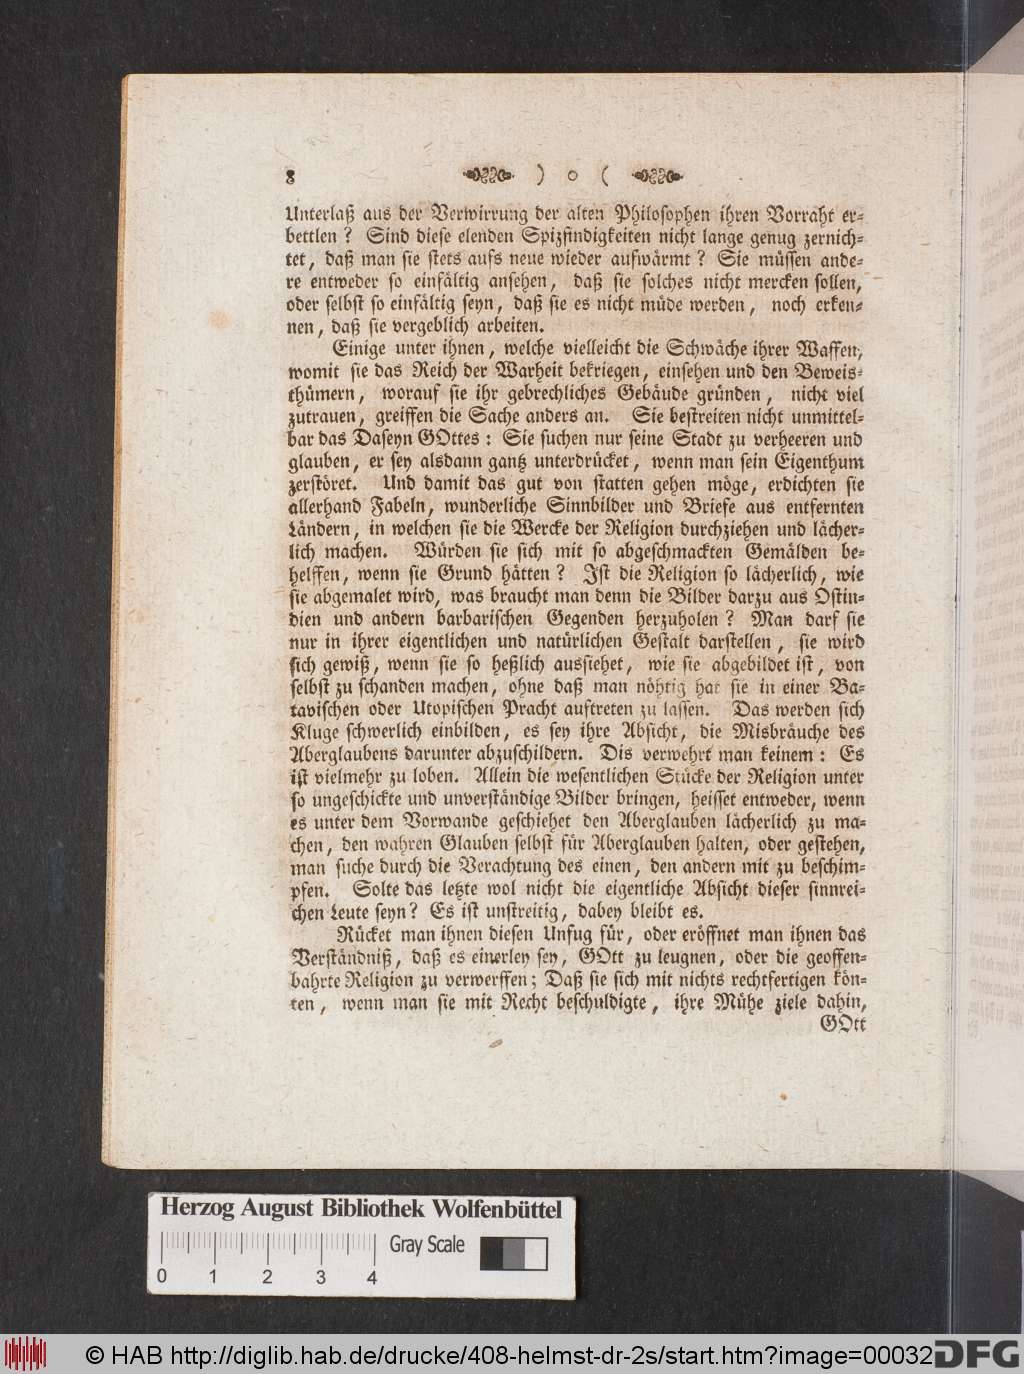 8 ) o (
Unterlaß aus der Verwirrung der alten Philosophen ihren Vorraht er-
bettlen ? Sind diese elenden Spizfindigkeiten nicht lange genug zernich-
tet, daß man sie stets aufs neue wieder aufwärmt ? Sie müssen ande-
re entweder so einfältig ansehen, daß sie solches nicht mercken sollen,
oder selbst so einfältig seyn, daß sie es nicht müde werden, noch erken-
nen, daß sie vergeblich arbeiten.
Einige unter ihnen, welche vielleicht die Schwäche ihrer Waffen,
womit sie das Reich der Warheit bekriegen, einsehen und den Beweis-
thümern, worauf sie ihr gebrechliches Gebäude gründen, nicht viel
zutrauen, greiffen die Sache anders an. Sie bestreiten nicht unmittel-
bar das Daseyn GOttes : Sie suchen nur seine Stadt zu verheeren und
glauben, er sey alsdann gantz unterdrücket, wenn man sein Eigenthum
zerstöret. Und damit das gut von statten gehen möge, erdichten sie
allerhand Fabeln, wunderliche Sinnbilder und Briefe aus entfernten
Ländern, in welchen sie die Wercke der Religion durchziehen und lächer-
lich machen. Würden sie sich mit so abgeschmackten Gemälden be-
helffen, wenn sie Grund hätten ? Ist die Religion so lächerlich, wie
sie abgemalet wird, was braucht man denn die Bilder darzu aus Ostin-
dien und andern barbarischen Gegenden herzuholen ? Man darf sie
nur in ihrer eigentlichen und natürlichen Gestalt darstellen, sie wird
sich gewiß, wenn sie so heßlich aussiehet, wie sie abgebildet ist, von
selbst zu schanden machen, ohne daß man nöhtig hat sie in einer Ba-
tavischen oder Utopischen Pracht auftreten zu lassen. Das werden sich
Kluge schwerlich einbilden, es sey ihre Absicht, die Misbräuche des
Aberglaubens darunter abzuschildern. Dis verwehrt man keinem : Es
ist vielmehr zu loben. Allein die wesentlichen Stücke der Religion unter
so ungeschickte und unverständige Bilder bringen, heisset entweder, wenn
es unter dem Vorwande geschiehet den Aberglauben lächerlich zu ma-
chen, den wahren Glauben selbst für Aberglauben halten, oder gestehen,
man suche durch die Verachtung des einen, den andern mit zu beschim-
pfen. Solte das letzte wol nicht die eigentliche Absicht dieser sinnrei-
chen Leute seyn? Es ist unstreitig, dabey bleibt es.
Rücket man ihnen diesen Unfug für, oder eröffnet man ihnen das
Verständniß, daß es einerley sey, GOtt zu leugnen, oder die geoffen-
bahrte Religion zu verwerffen ; Daß sie sich mit nichts rechtfertigen kön-
ten, wenn man sie mit Recht beschuldigte, ihre Mühe ziele dahin,
GOtt
Herzog August Bibliothek Wolfenbüttel
Gray Scale
0 1 2 3 4
© HAB http://diglib.hab.de/drucke/408-helmst-dr-2s/start.htm?image=00032
DFG